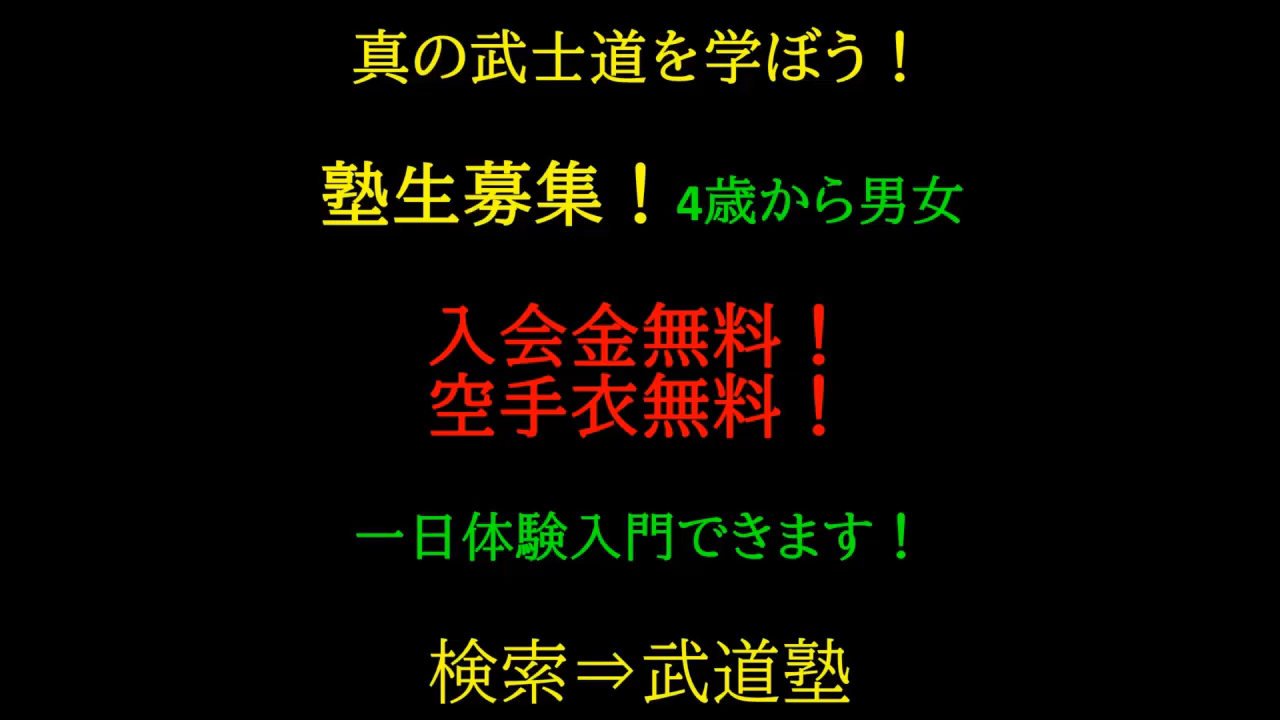 真の武士道を学ぼう！
塾生募集！4歳から男女
入会金無料！
空手衣無料！
一日体験入門できます！
検索⇒武道塾